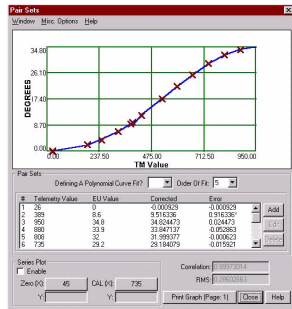 Pair Sets
Window Misc. Options Help
DEGREES
34.80
26.10
17.40
8.70
0.00
0.00 237.50 475.00 712.50 950.00
TM Value
Pair Sets
Defining A Polynomial Curve Fit? Order Of Fit: 5
# Telemetry Value EU Value Corrected Error
1 26 0 -0.000929 -0.000929
2 389 8.6 9.516336 0.916336*
3 950 34.8 34.824473 0.024473
4 880 33.9 33.847137 -0.052863
5 808 32 31.999377 -0.000623
6 735 29.2 29.184079 -0.015921
Add
Edit
Delete
Series Plot
Enable
Zero (X): 45 CAL (X): 735
Y: Y:
Correlation:
RMS:
Print Graph (Page: 1) Close Help